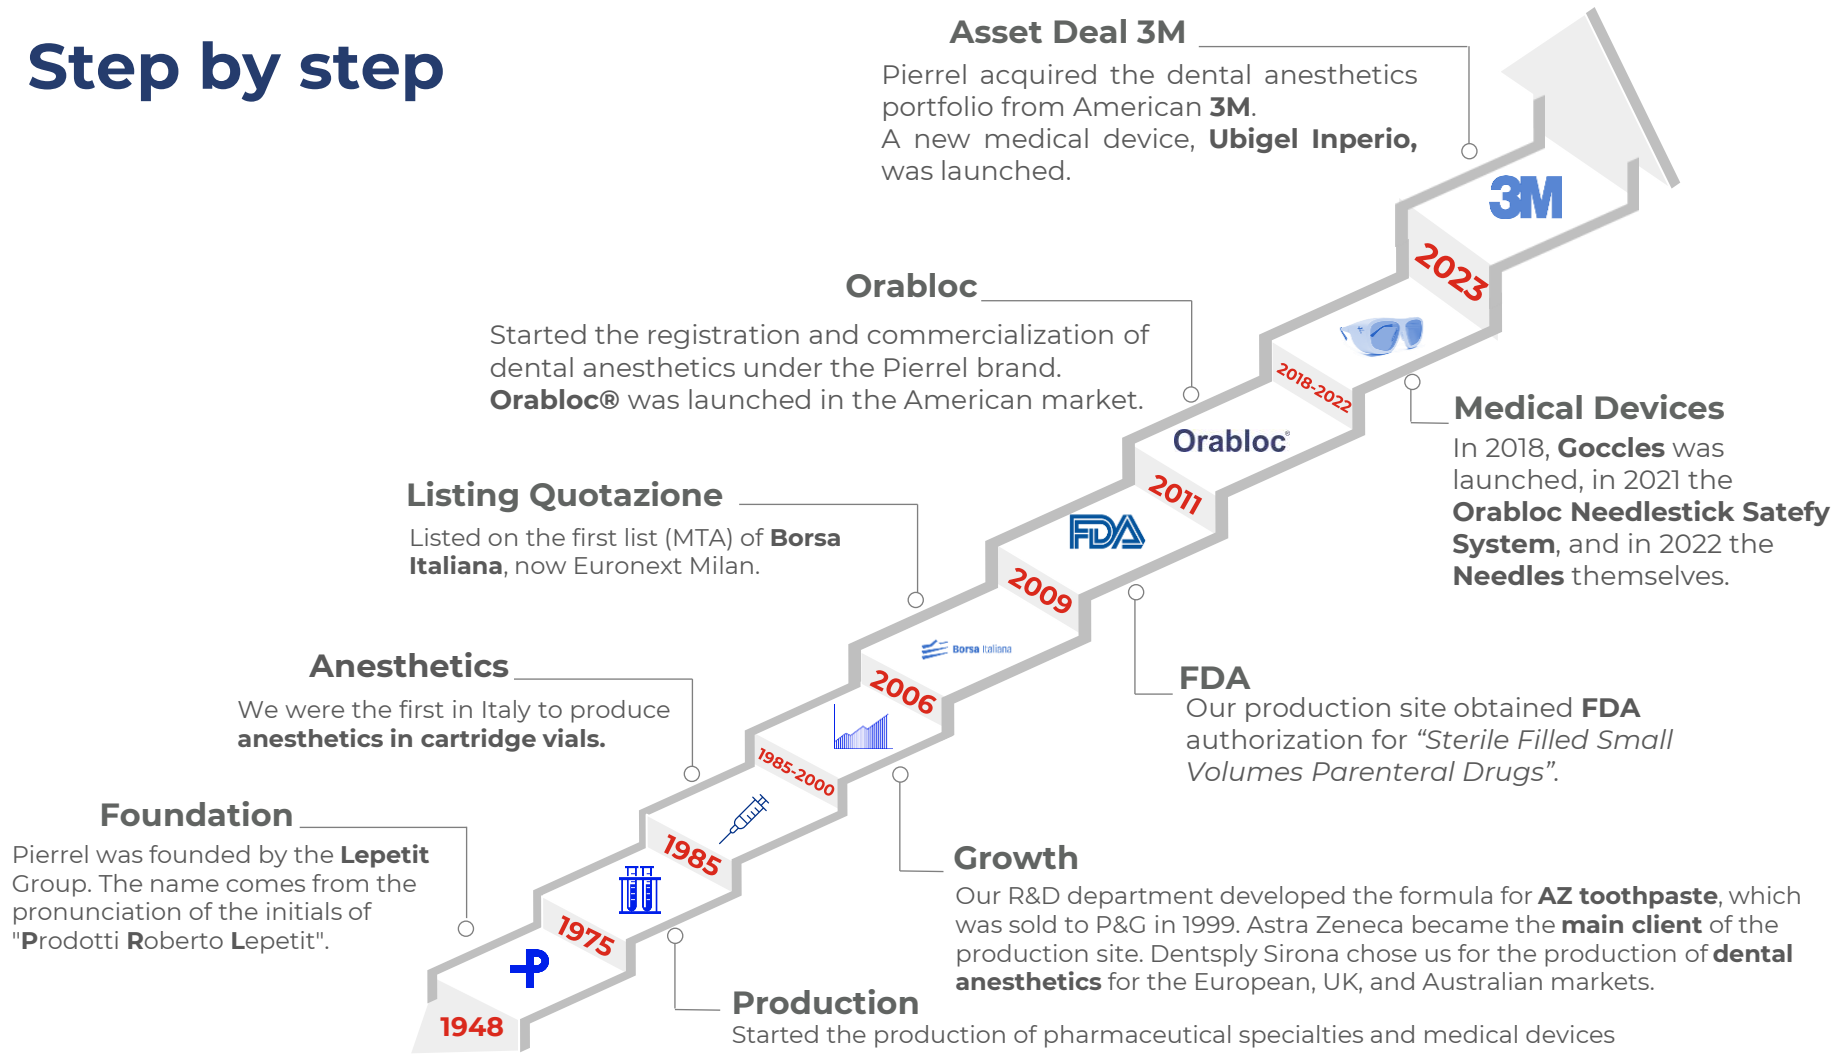 Step by step
Asset Deal 3M
Pierrel acquired the dental anesthetics
portfolio from American 3M.
A new medical device, Ubigel Inperio,
was launched.
3M
2023
Orabloc
Started the registration and commercialization of
dental anesthetics under the Pierrel brand.
Orabloc® was launched in the American market.
2018-2022
Medical Devices
In 2018, Goccles was
launched, in 2021 the
Orabloc Needlestick Satefy
System, and in 2022 the
Needles themselves.
Orabloc®
2011
Listing Quotazione
Listed on the first list (MTA) of Borsa
Italiana, now Euronext Milan.
FDA
2009
FDA
Our production site obtained FDA
authorization for “Sterile Filled Small
Volumes Parenteral Drugs”.
Borsa Italiana
2006
Anesthetics
We were the first in Italy to produce
anesthetics in cartridge vials.
1985-2000
Growth
Our R&D department developed the formula for AZ toothpaste, which
was sold to P&G in 1999. Astra Zeneca became the main client of the
production site. Dentsply Sirona chose us for the production of dental
anesthetics for the European, UK, and Australian markets.
1985
Foundation
Pierrel was founded by the Lepetit
Group. The name comes from the
pronunciation of the initials of
"Prodotti Roberto Lepetit".
1975
Production
Started the production of pharmaceutical specialties and medical devices
P
1948